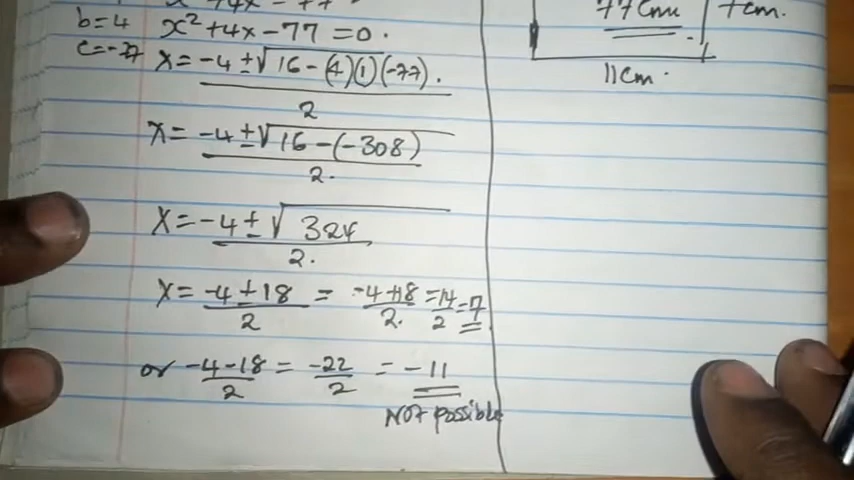 b=4 x²+4x-77=0.
c=-77 x=-4±√16-(4)(1)(-77).
2
x=-4±√16-(-308)
2.
x=-4±√324
2.
x=-4±18 = -4+18=14=7
2 2. 2
or -4-18 = -22 = -11
2 2
NOT possible
77cm 7cm.
11cm.